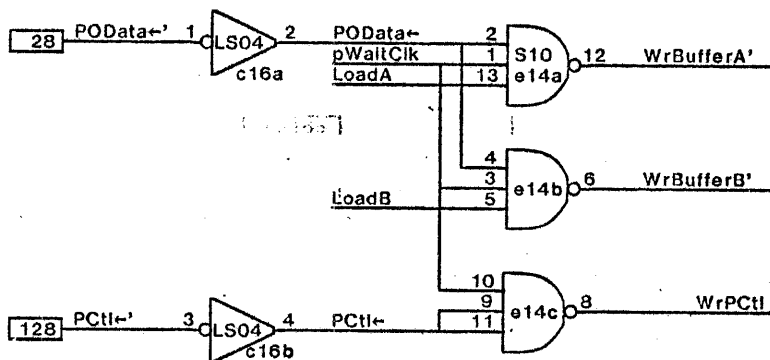 28 POData←' 1 LS04 2 POData← 2 S10 12 WrBufferA'
c16a pWaitClk 1 e14a
LoadA 13
4
3 e14b 6 WrBufferB'
LoadB 5
10
128 PCtl←' 3 LS04 4 PCtl← 9 e14c 8 WrPCtl
c16b 11